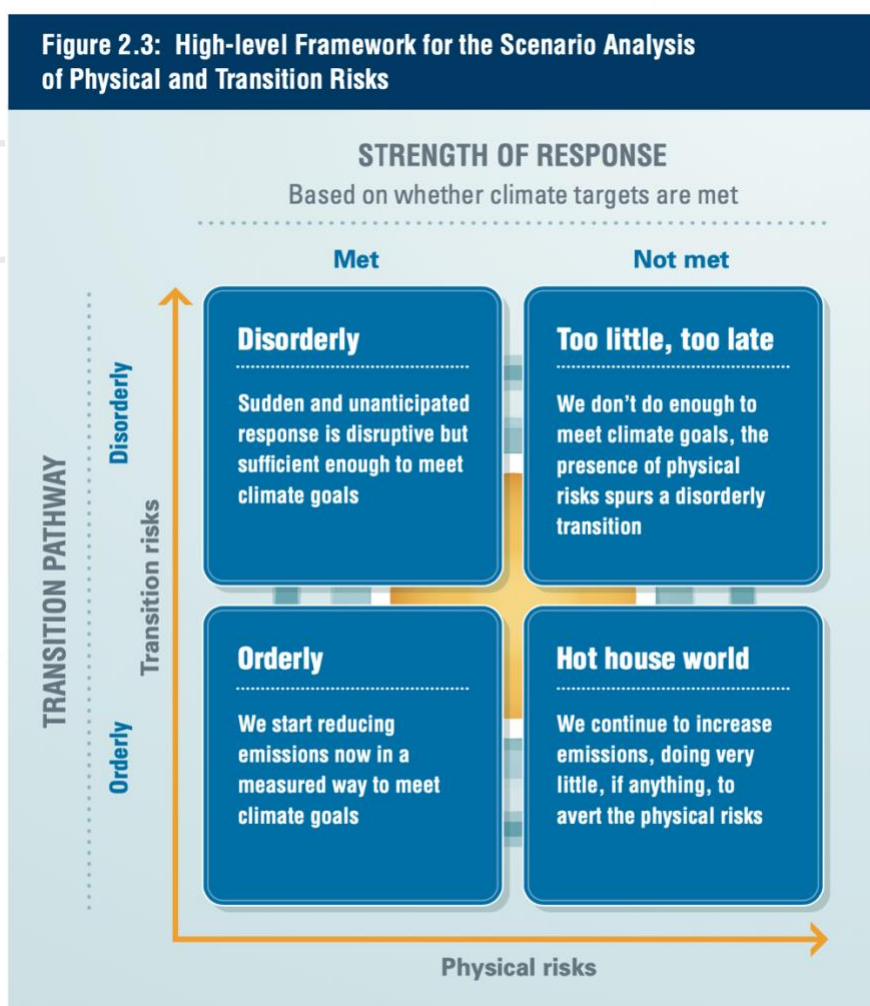 Figure 2.3: High-level Framework for the Scenario Analysis
of Physical and Transition Risks
STRENGTH OF RESPONSE
Based on whether climate targets are met
Met
Not met
TRANSITION PATHWAY
Disorderly
Orderly
Transition risks
Disorderly
Sudden and unanticipated
response is disruptive but
sufficient enough to meet
climate goals
Too little, too late
We don't do enough to
meet climate goals, the
presence of physical
risks spurs a disorderly
transition
Orderly
We start reducing
emissions now in a
measured way to meet
climate goals
Hot house world
We continue to increase
emissions, doing very
little, if anything, to
avert the physical risks
Physical risks